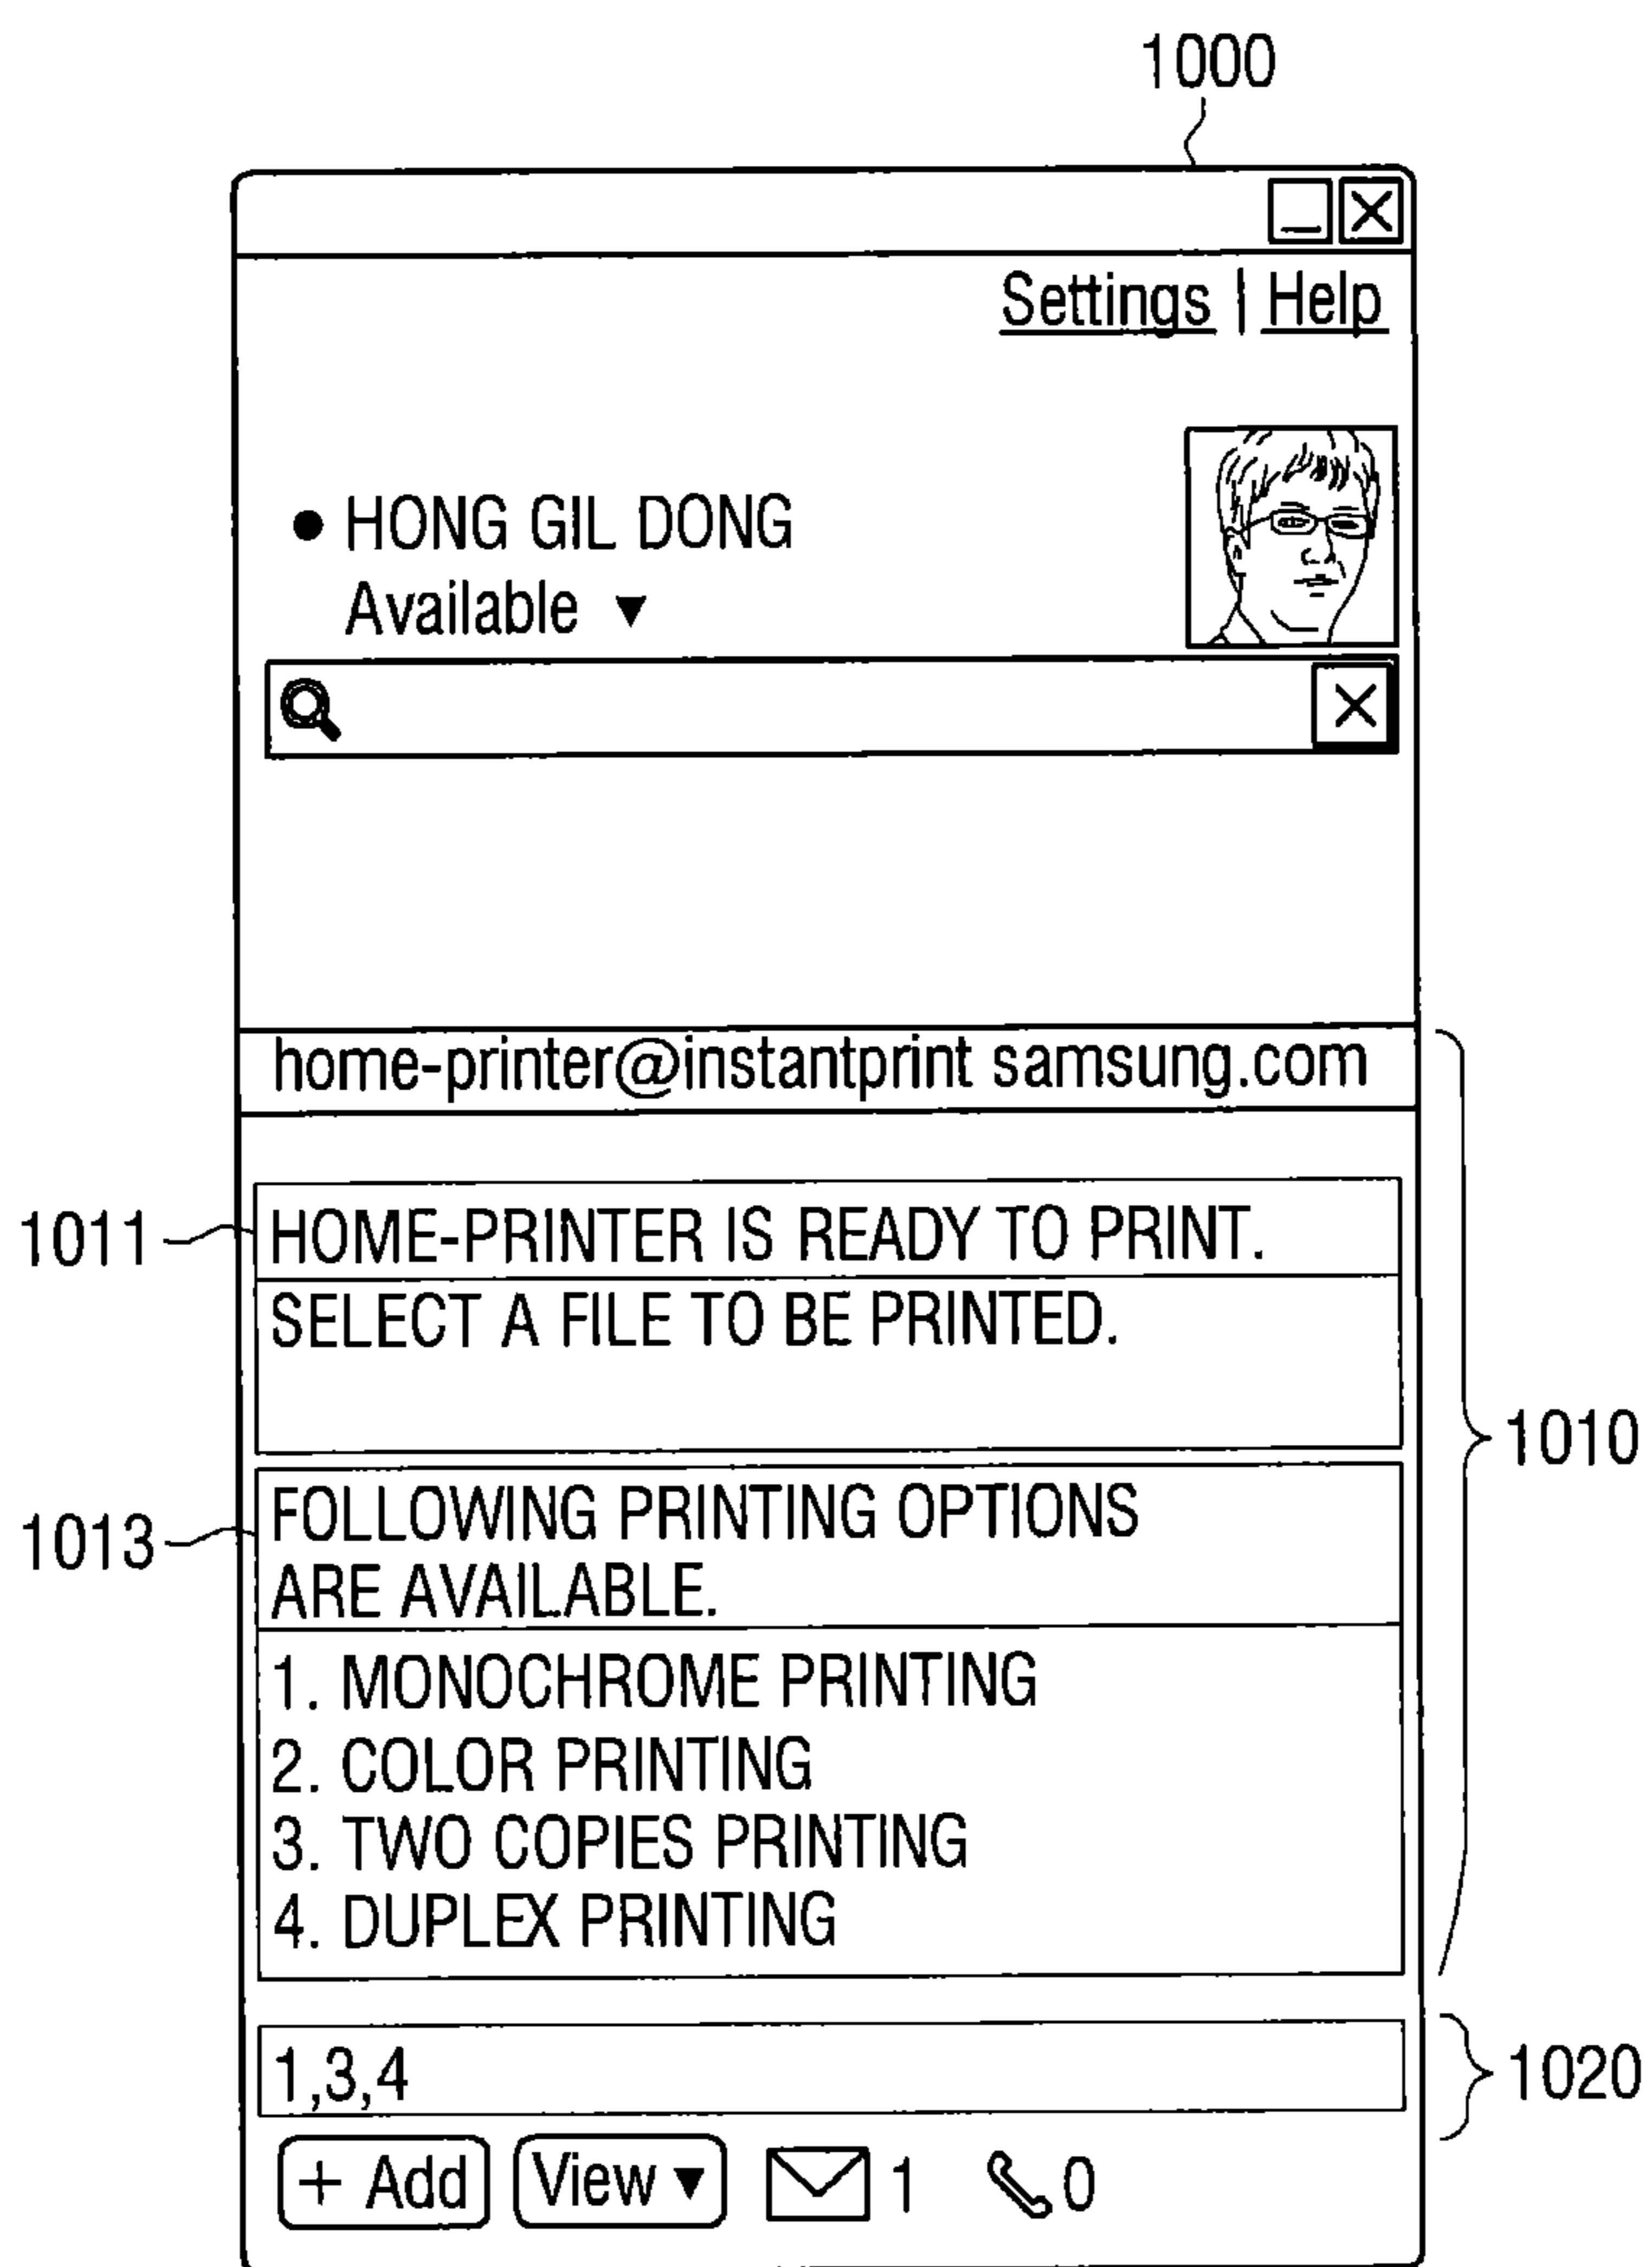 1000
Settings | Help
● HONG GIL DONG
Available ▼
home-printer@instantprint samsung.com
1011
HOME-PRINTER IS READY TO PRINT.
SELECT A FILE TO BE PRINTED.
1010
1013
FOLLOWING PRINTING OPTIONS
ARE AVAILABLE.
1. MONOCHROME PRINTING
2. COLOR PRINTING
3. TWO COPIES PRINTING
4. DUPLEX PRINTING
1,3,4
1020
+ Add View ▼ 1 0